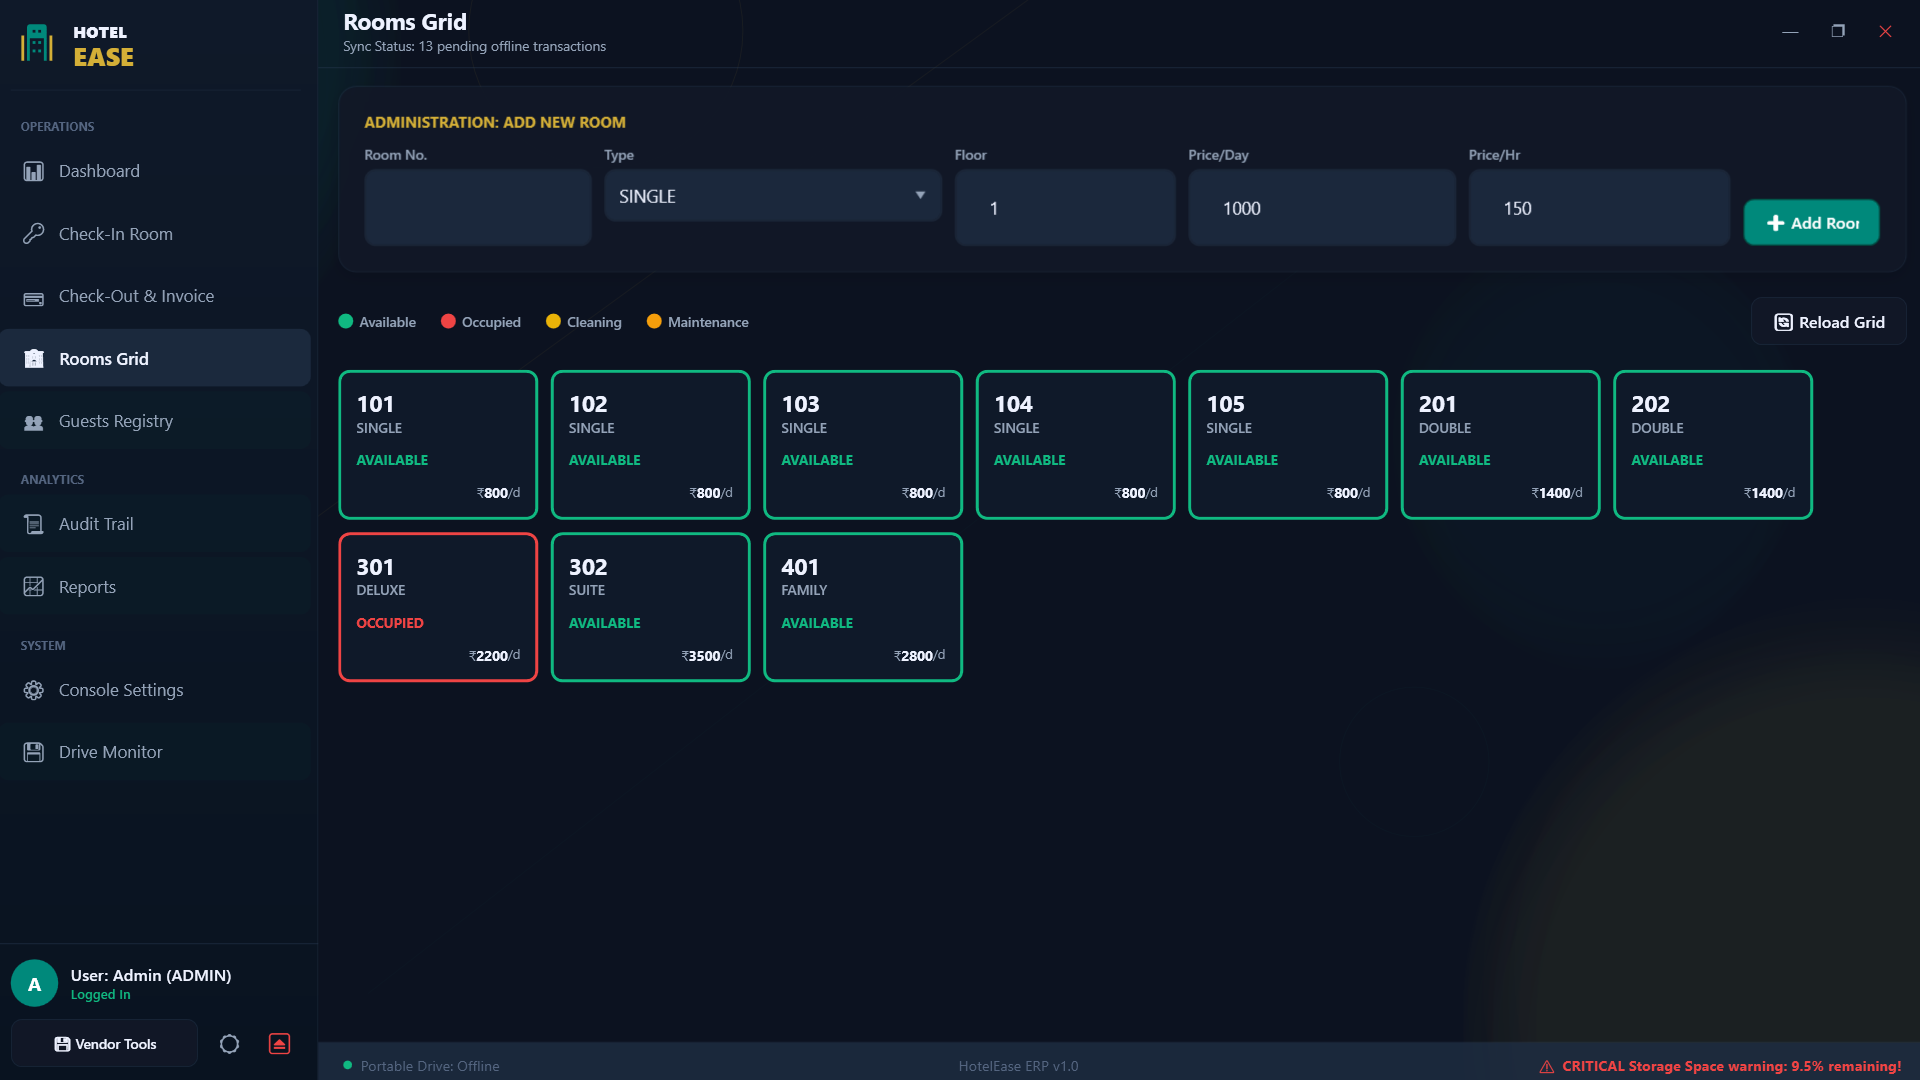 HOTEL
EASE
OPERATIONS
Dashboard
Check-In Room
Check-Out & Invoice
Rooms Grid
Guests Registry
ANALYTICS
Audit Trail
Reports
SYSTEM
Console Settings
Drive Monitor
A
User: Admin (ADMIN)
Logged In
Vendor Tools
Rooms Grid
Sync Status: 13 pending offline transactions
ADMINISTRATION: ADD NEW ROOM
Room No. Type Floor Price/Day Price/Hr
SINGLE 1 1000 150
Add Roor
Available Occupied Cleaning Maintenance
Reload Grid
101
SINGLE
AVAILABLE
₹800/d
102
SINGLE
AVAILABLE
₹800/d
103
SINGLE
AVAILABLE
₹800/d
104
SINGLE
AVAILABLE
₹800/d
105
SINGLE
AVAILABLE
₹800/d
201
DOUBLE
AVAILABLE
₹1400/d
202
DOUBLE
AVAILABLE
₹1400/d
301
DELUXE
OCCUPIED
₹2200/d
302
SUITE
AVAILABLE
₹3500/d
401
FAMILY
AVAILABLE
₹2800/d
Portable Drive: Offline
HotelEase ERP v1.0
CRITICAL Storage Space warning: 9.5% remaining!